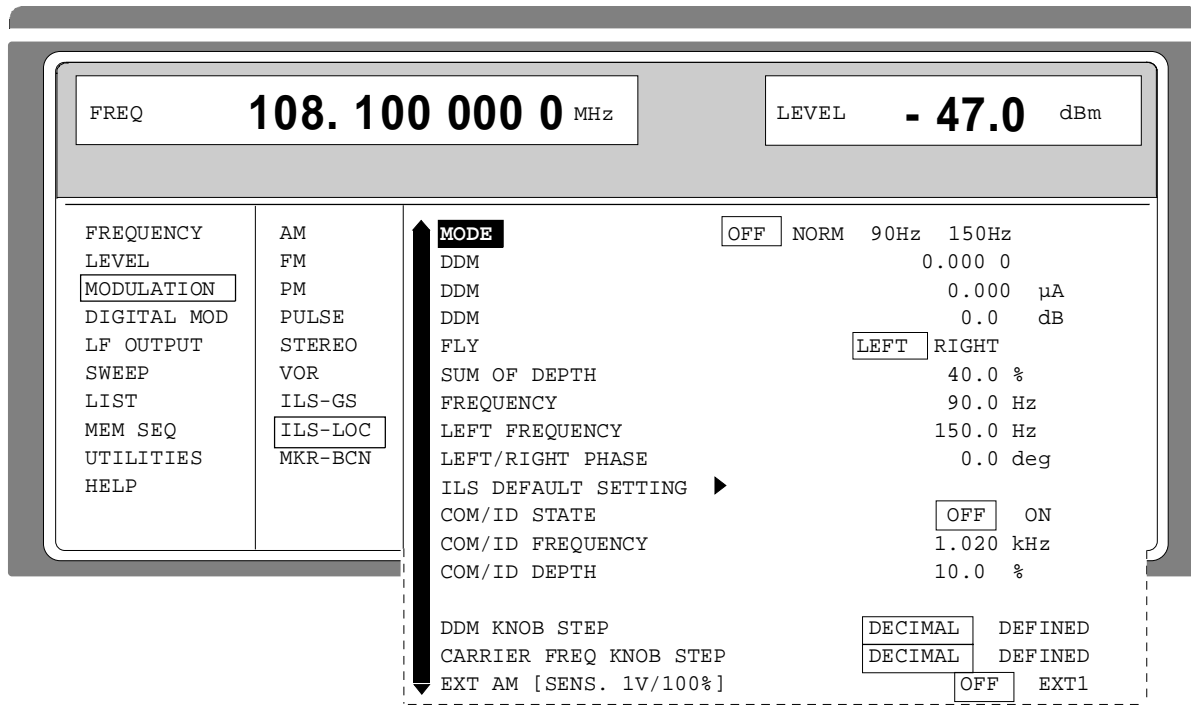 FREQ 108. 100 000 0 MHz LEVEL - 47.0 dBm
FREQUENCY
LEVEL
MODULATION
DIGITAL MOD
LF OUTPUT
SWEEP
LIST
MEM SEQ
UTILITIES
HELP
AM
FM
PM
PULSE
STEREO
VOR
ILS-GS
ILS-LOC
MKR-BCN
MODE OFF NORM 90Hz 150Hz
DDM 0.000 0
DDM 0.000 µA
DDM 0.0 dB
FLY LEFT RIGHT
SUM OF DEPTH 40.0 %
FREQUENCY 90.0 Hz
LEFT FREQUENCY 150.0 Hz
LEFT/RIGHT PHASE 0.0 deg
ILS DEFAULT SETTING
COM/ID STATE OFF ON
COM/ID FREQUENCY 1.020 kHz
COM/ID DEPTH 10.0 %
DDM KNOB STEP DECIMAL DEFINED
CARRIER FREQ KNOB STEP DECIMAL DEFINED
EXT AM [SENS. 1V/100%] OFF EXT1